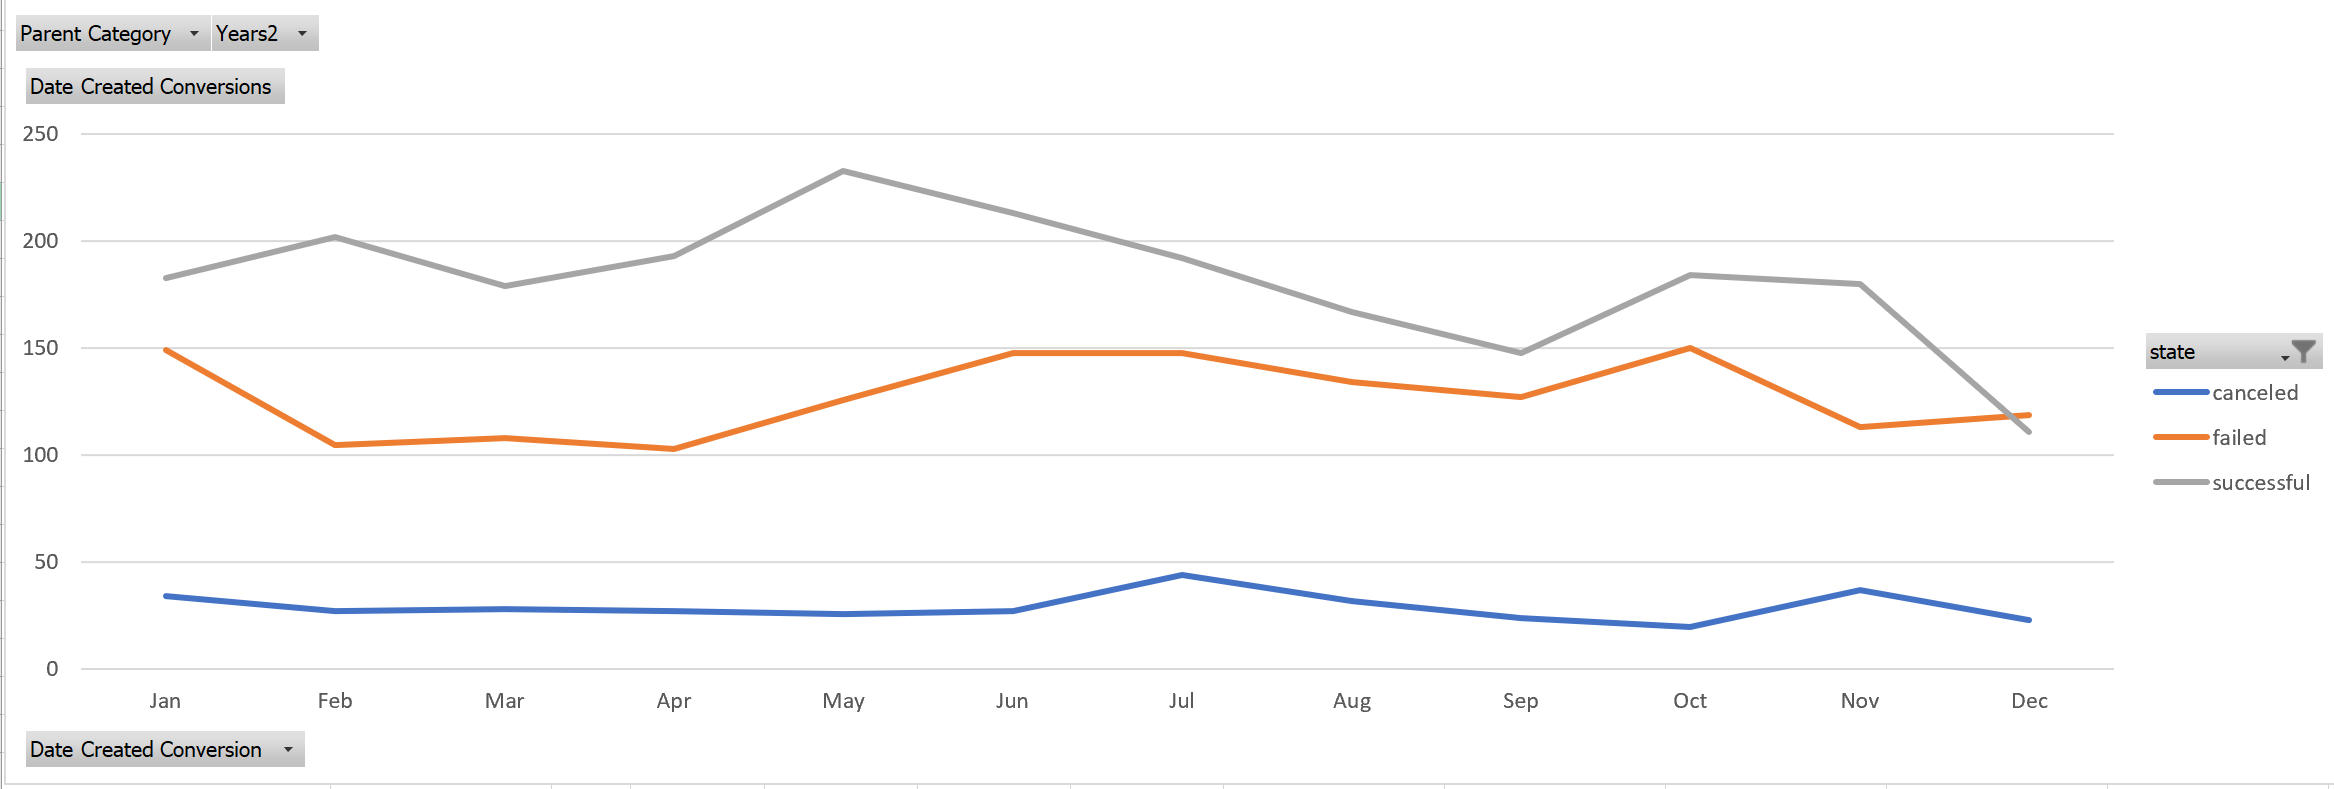 Parent Category Years2
Date Created Conversions
250
200
150
100
50
0
Jan Feb Mar Apr May Jun Jul Aug Sep Oct Nov Dec
state
canceled
failed
successful
Date Created Conversion